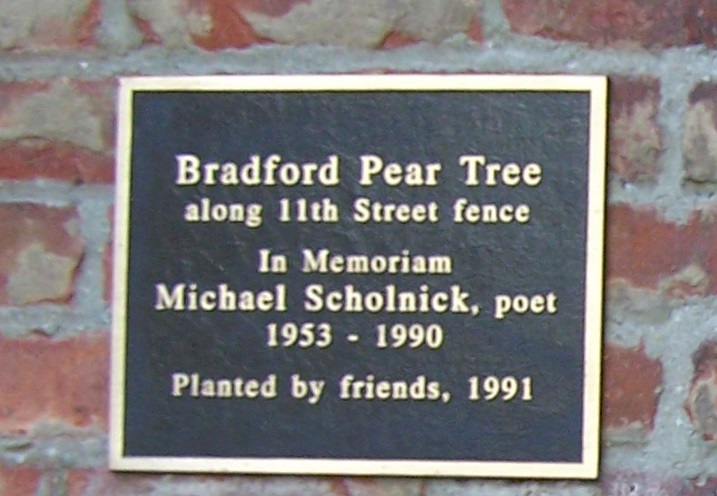 Bradford Pear Tree
along 11th Street fence
In Memoriam
Michael Scholnick, poet
1953 - 1990
Planted by friends, 1991